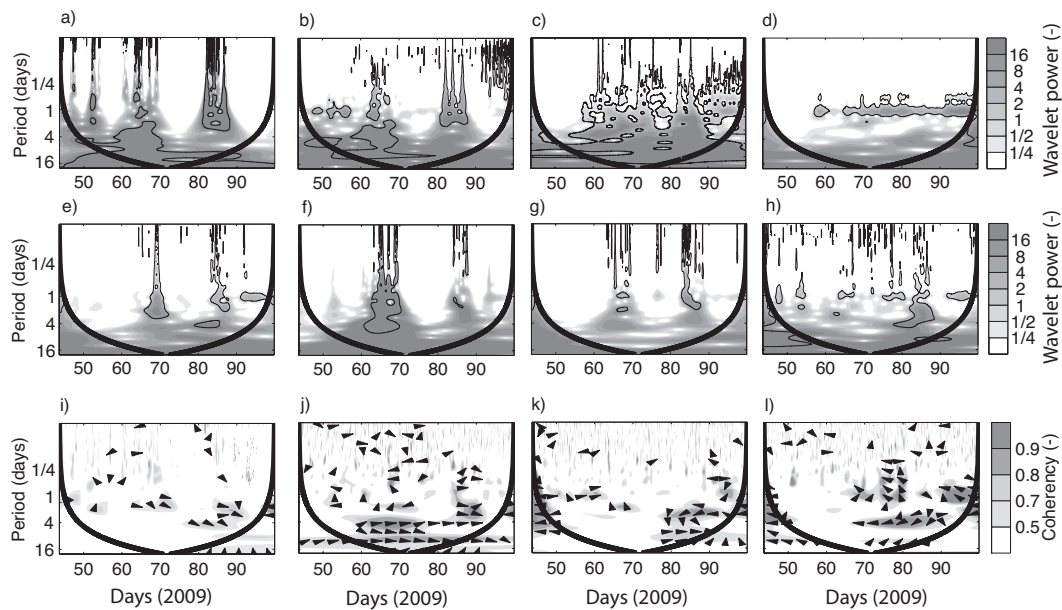 a) b) c) d)
Period (days)
1/4
1
4
16
50 60 70 80 90
50 60 70 80 90
50 60 70 80 90
50 60 70 80 90
16
8
4
2
1
1/2
1/4
Wavelet power (-)
e) f) g) h)
Period (days)
1/4
1
4
16
50 60 70 80 90
50 60 70 80 90
50 60 70 80 90
50 60 70 80 90
16
8
4
2
1
1/2
1/4
Wavelet power (-)
i) j) k) l)
Period (days)
1/4
1
4
16
50 60 70 80 90
50 60 70 80 90
50 60 70 80 90
50 60 70 80 90
0.9
0.8
0.7
0.5
Coherency (-)
Days (2009) Days (2009) Days (2009) Days (2009)